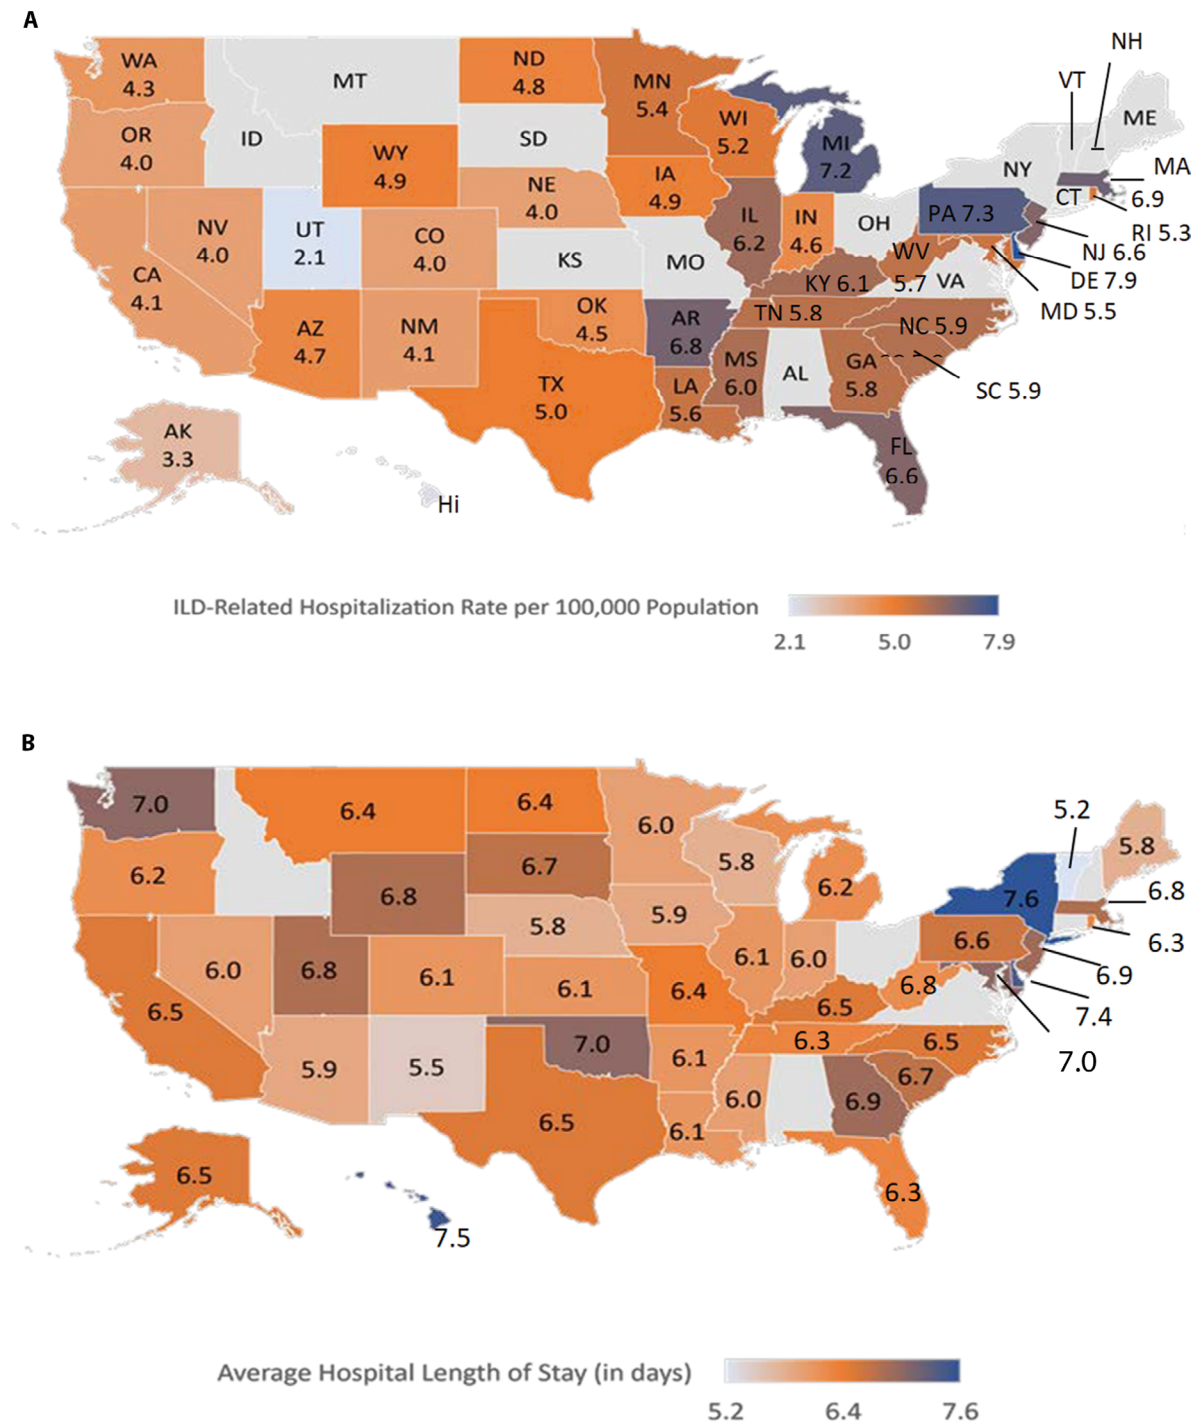 A
NH
VT
WA
4.3
MT
ND
4.8
MN
5.4
ME
OR
4.0
ID
SD
WI
5.2
MI
7.2
WY
4.9
NY
MA
6.9
IA
4.9
NE
4.0
CT
RI 5.3
NV
4.0
UT
2.1
CO
4.0
IL
6.2
IN
4.6
OH
PA 7.3
NJ 6.6
WV
5.7
KS
MO
KY 6.1
VA
DE 7.9
MD 5.5
CA
4.1
AZ
4.7
NM
4.1
OK
4.5
AR
6.8
TN 5.8
NC 5.9
MS
6.0
AL
GA
5.8
SC 5.9
TX
5.0
LA
5.6
AK
3.3
FL
6.6
Hi
ILD-Related Hospitalization Rate per 100,000 Population
2.1 5.0 7.9
B
7.0
6.4
6.4
6.0
5.2
5.8
6.2
6.7
5.8
6.2
6.8
7.6
6.8
5.8
5.9
6.3
6.0
6.8
6.1
6.1
6.1
6.0
6.6
6.9
6.4
6.5
6.8
7.4
7.0
6.5
5.9
5.5
7.0
6.1
6.3
6.5
6.7
6.0
6.9
6.5
6.1
6.5
6.3
7.5
Average Hospital Length of Stay (in days)
5.2 6.4 7.6